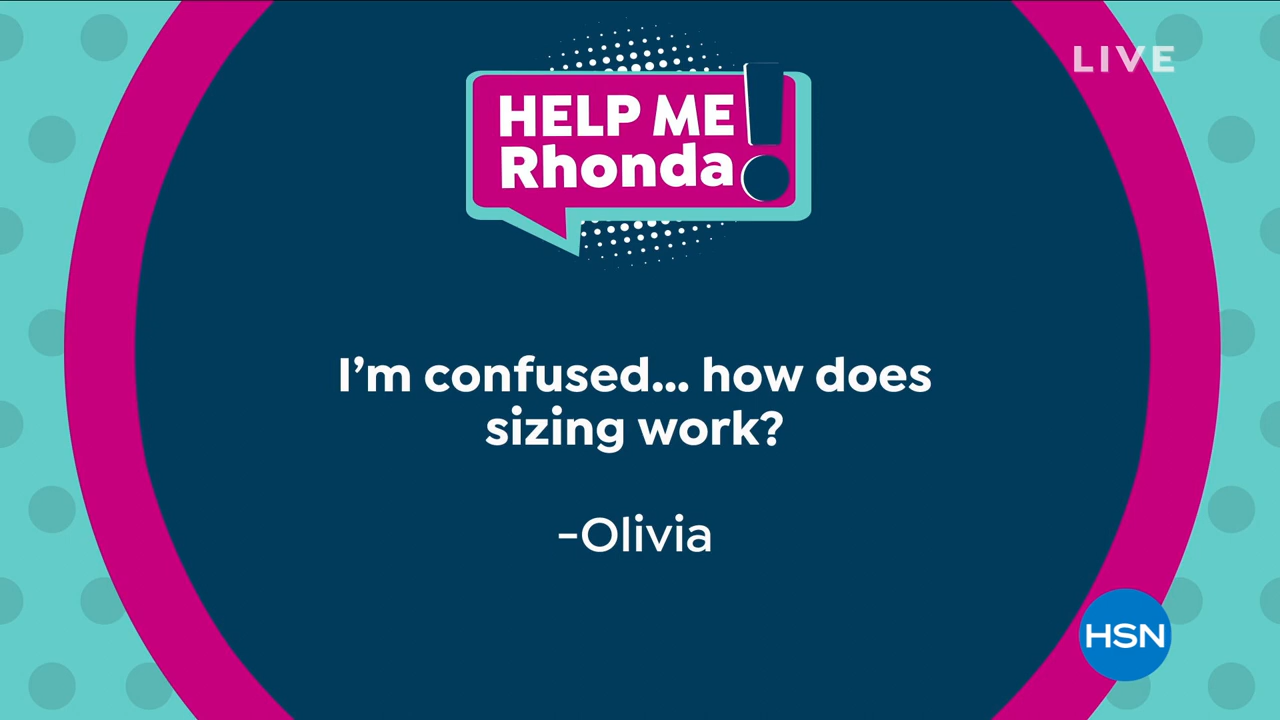 LIVE
HELP ME
Rhonda!
I'm confused... how does
sizing work?
-Olivia
HSN